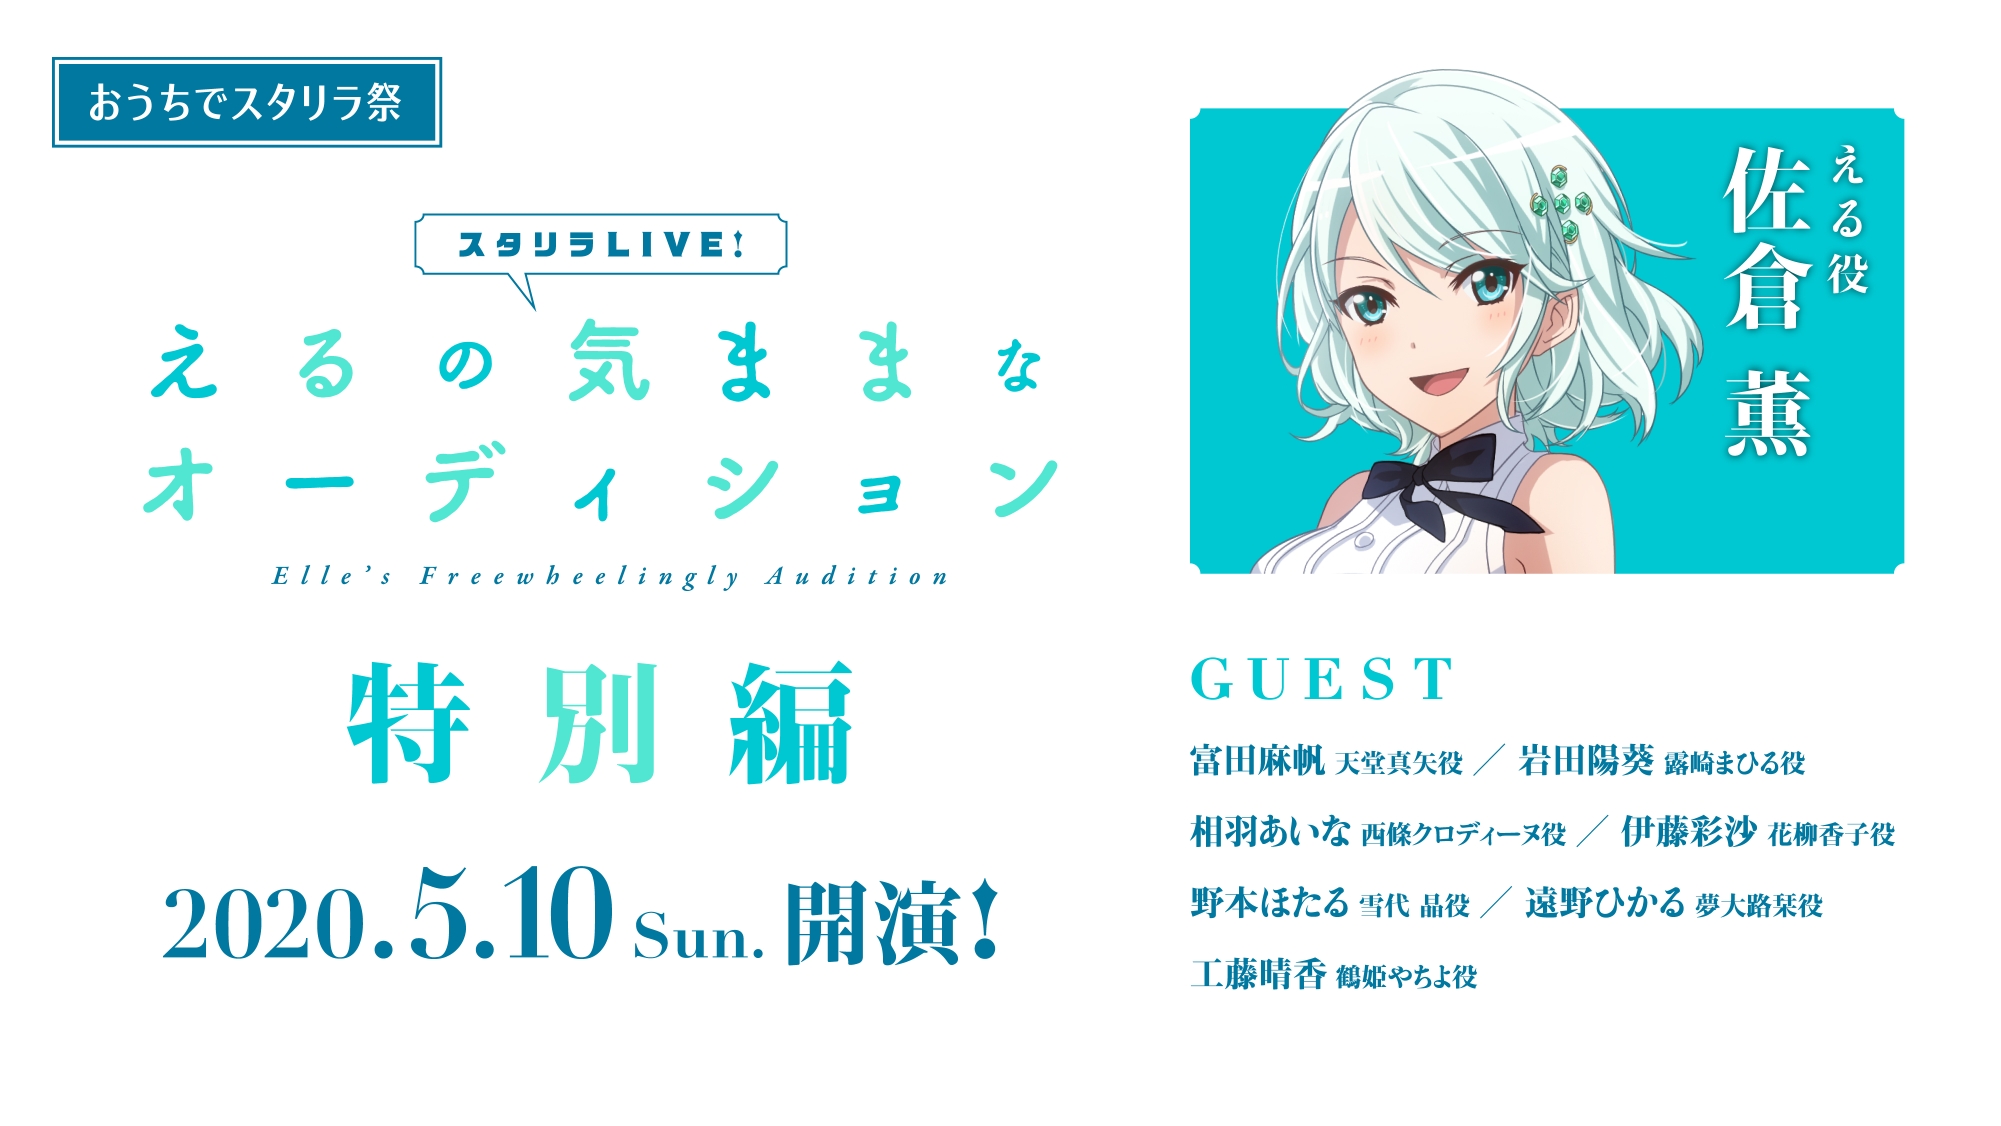 おうちでスタリラ祭
スタリラLIVE!
えるの気ままな
オーディション
Elle's Freewheelingly Audition
特別編
2020.5.10 Sun. 開演!
える役
佐倉 薫
GUEST
富田麻帆 天堂真矢役 / 岩田陽葵 露崎まひる役
相羽あいな 西條クロディーヌ役 / 伊藤彩沙 花柳香子役
野本ほたる 雪代 晶役 / 遠野ひかる 夢大路栞役
工藤晴香 鶴姫やちよ役